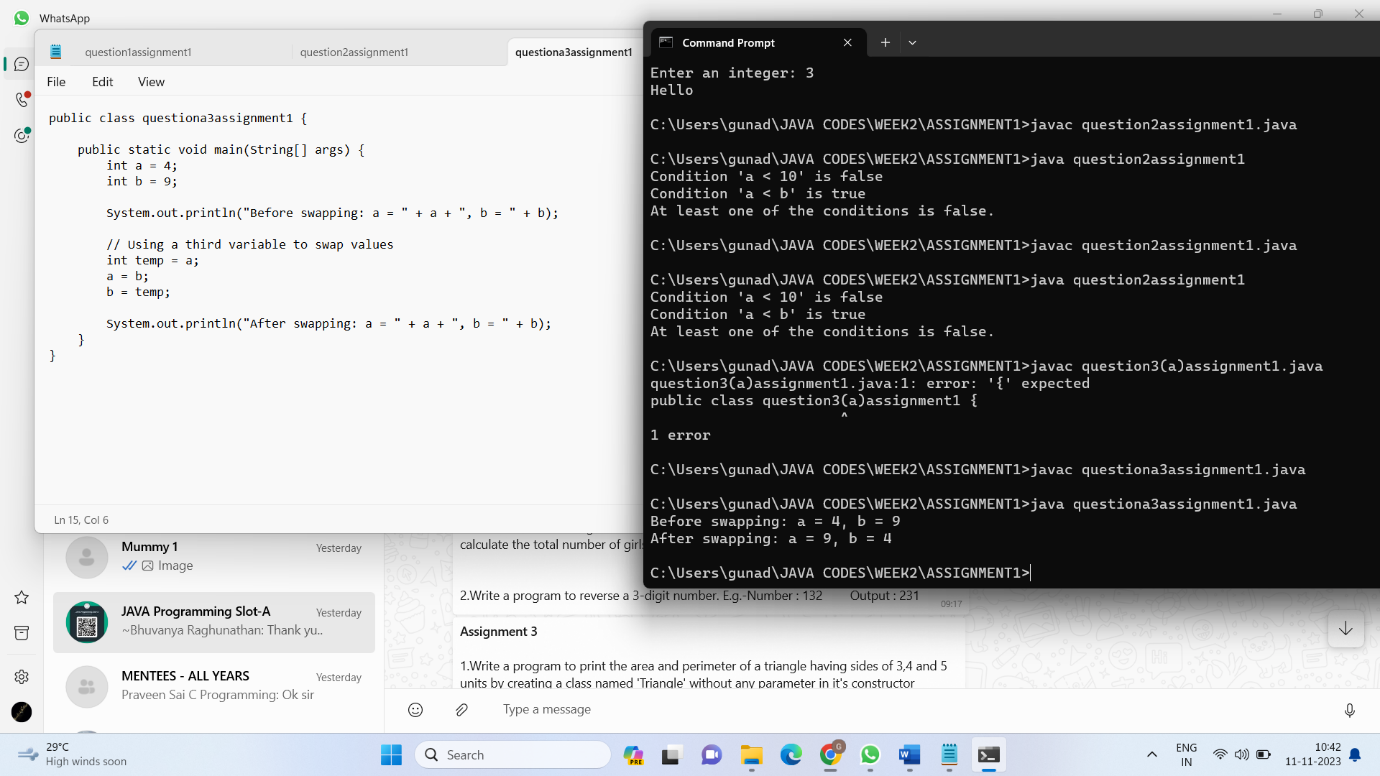 WhatsApp
question1assignment1
question2assignment1
questiona3assignment1
File Edit View
public class questiona3assignment1 {
public static void main(String[] args) {
int a = 4;
int b = 9;
System.out.println("Before swapping: a = " + a + ", b = " + b);
// Using a third variable to swap values
int temp = a;
a = b;
b = temp;
System.out.println("After swapping: a = " + a + ", b = " + b);
}
}
Ln 15, Col 6
Command Prompt
Enter an integer: 3
Hello
C:\Users\gunad\JAVA CODES\WEEK2\ASSIGNMENT1>javac question2assignment1.java
C:\Users\gunad\JAVA CODES\WEEK2\ASSIGNMENT1>java question2assignment1
Condition 'a < 10' is false
Condition 'a < b' is true
At least one of the conditions is false.
C:\Users\gunad\JAVA CODES\WEEK2\ASSIGNMENT1>javac question2assignment1.java
C:\Users\gunad\JAVA CODES\WEEK2\ASSIGNMENT1>java question2assignment1
Condition 'a < 10' is false
Condition 'a < b' is true
At least one of the conditions is false.
C:\Users\gunad\JAVA CODES\WEEK2\ASSIGNMENT1>javac question3(a)assignment1.java
question3(a)assignment1.java:1: error: '{' expected
public class question3(a)assignment1 {
^
1 error
C:\Users\gunad\JAVA CODES\WEEK2\ASSIGNMENT1>javac questiona3assignment1.java
C:\Users\gunad\JAVA CODES\WEEK2\ASSIGNMENT1>java questiona3assignment1.java
Before swapping: a = 4, b = 9
After swapping: a = 9, b = 4
C:\Users\gunad\JAVA CODES\WEEK2\ASSIGNMENT1>
Mummy 1 Yesterday
Image
JAVA Programming Slot-A Yesterday
~Bhuvanya Raghunathan: Thank yu..
MENTEES - ALL YEARS Yesterday
Praveen Sai C Programming: Ok sir
calculate the total number of
2.Write a program to reverse a 3-digit number. E.g.-Number : 132 Output : 231
09:17
Assignment 3
1.Write a program to print the area and perimeter of a triangle having sides of 3,4 and 5
units by creating a class named 'Triangle' without any parameter in it's constructor
Type a message
29°C
High winds soon
Search
PRE
G
ENG
IN
10:42
11-11-2023